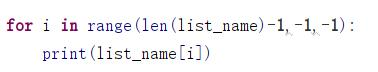 for i in range(len(list_name)-1,-1,-1):
    print(list_name[i])